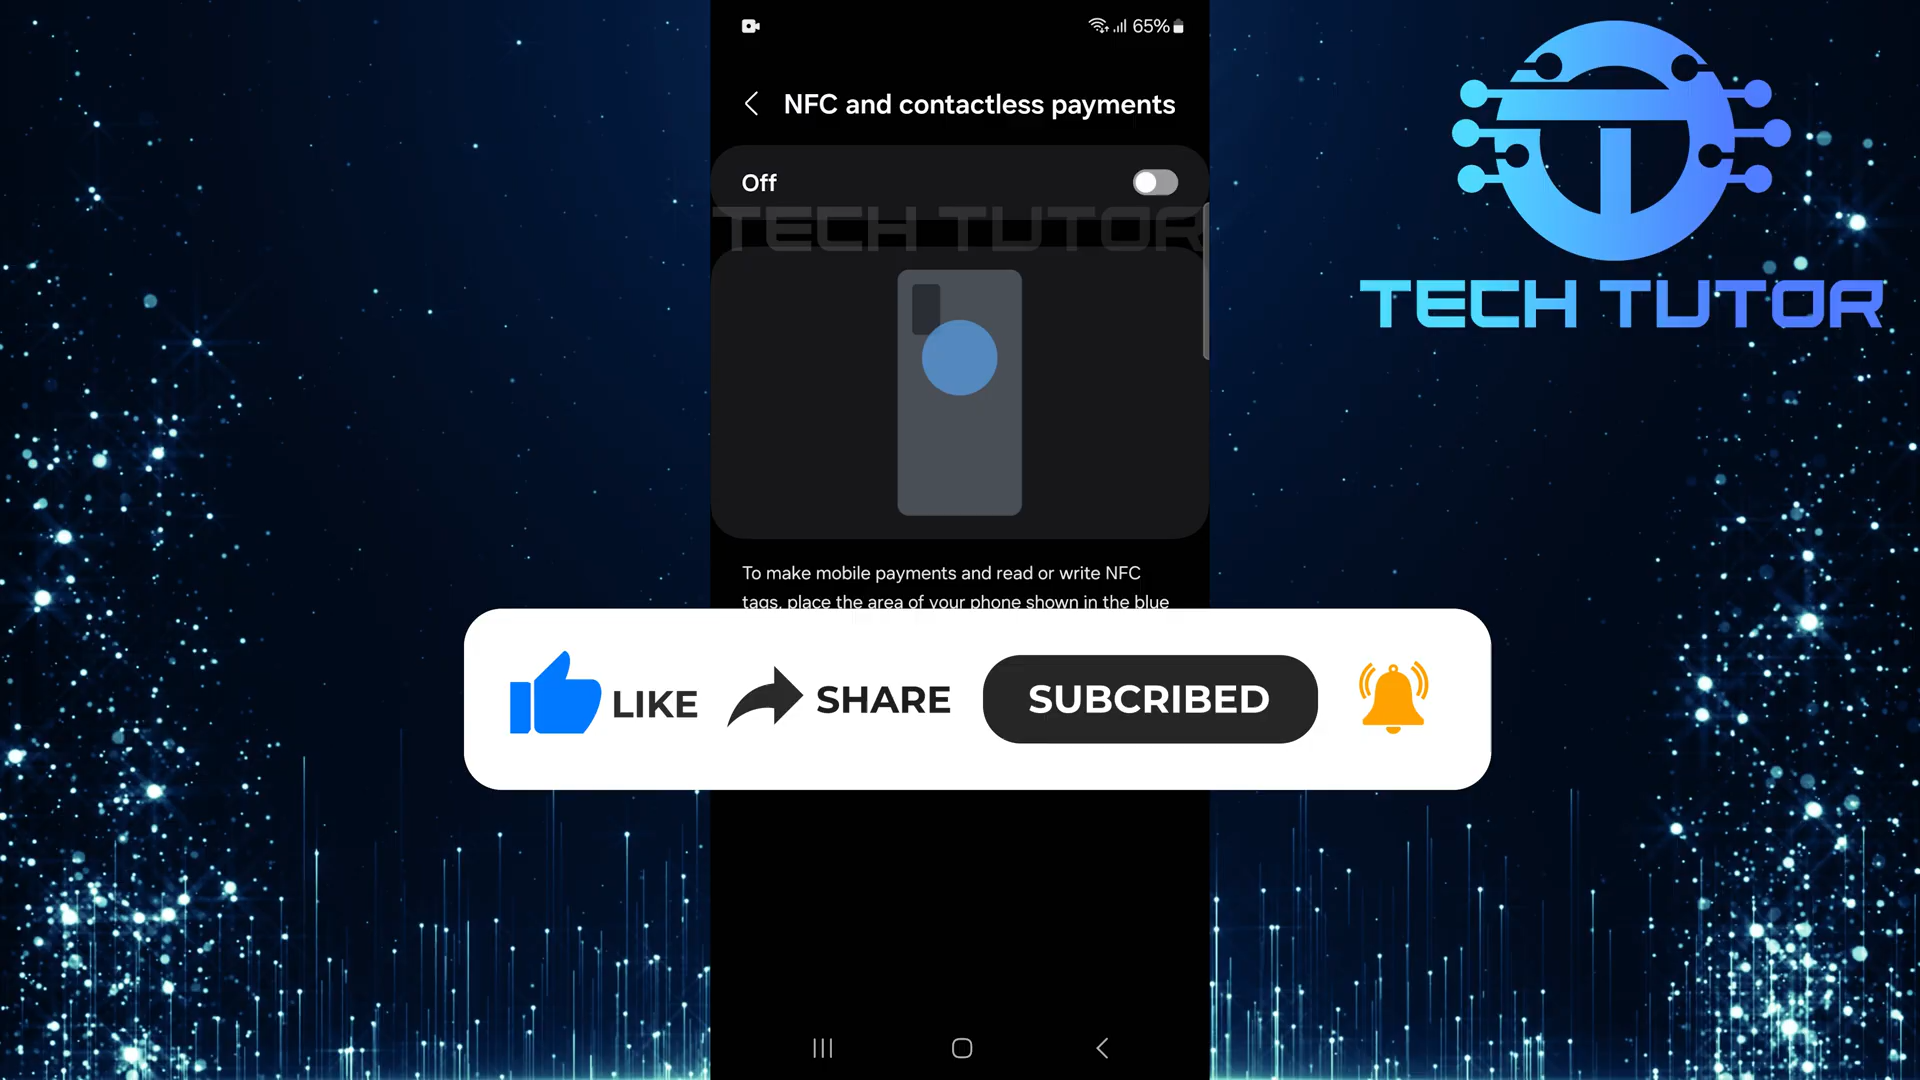 65%
NFC and contactless payments
Off
TECH TUTOR
TECH TUTOR
To make mobile payments and read or write NFC
tags, place the area of your phone shown in the blue
LIKE
SHARE
SUBCRIBED